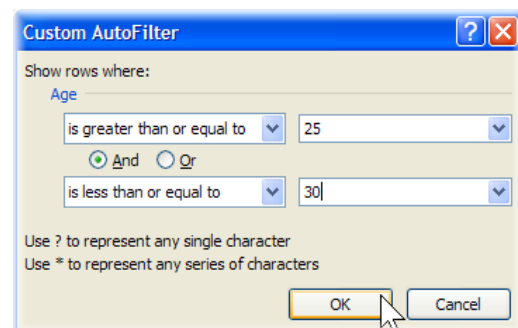 Custom AutoFilter
Show rows where:
Age
is greater than or equal to 25
And Or
is less than or equal to 30
Use ? to represent any single character
Use * to represent any series of characters
OK Cancel